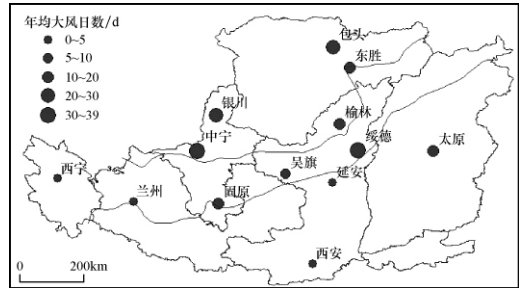 年均大风日数/d
0~5
5~10
10~20
20~30
30~39
包头
东胜
银川
榆林
中宁
绥德
太原
西宁
吴旗
延安
兰州
固原
西安
0 200km